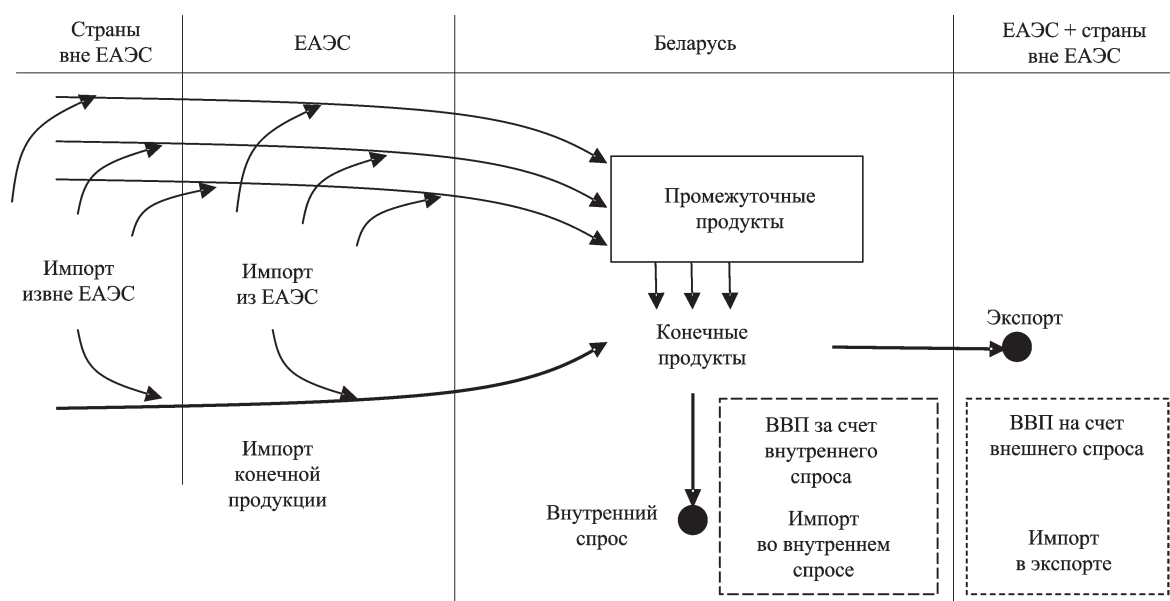 Страны
вне ЕАЭС
ЕАЭС
Беларусь
ЕАЭС + страны
вне ЕАЭС
Промежуточные
продукты
Импорт
извне ЕАЭС
Импорт
из ЕАЭС
Конечные
продукты
Экспорт
Импорт
конечной
продукции
Внутренний
спрос
ВВП за счет
внутреннего
спроса
Импорт
во внутреннем
спросе
ВВП на счет
внешнего спроса
Импорт
в экспорте